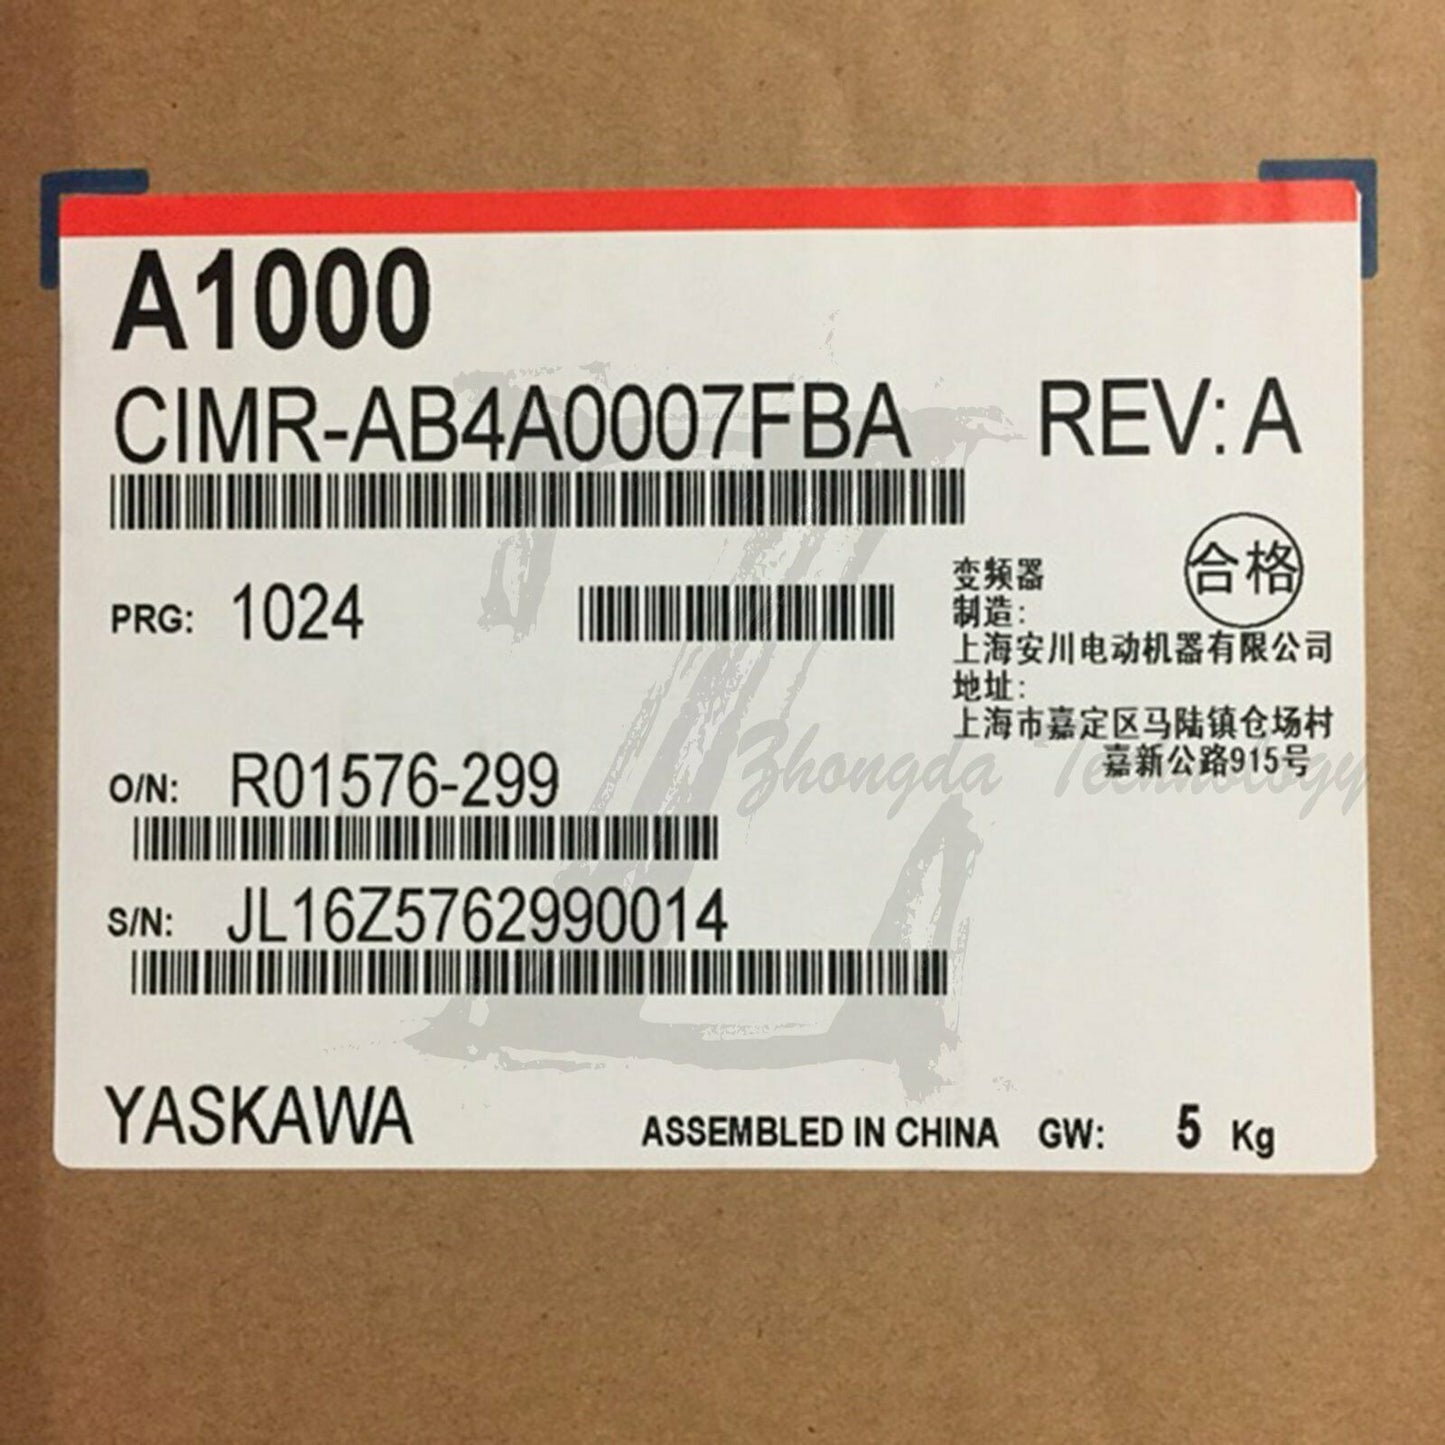 A1000
CIMR-AB4A0007FBA REV: A
PRG: 1024
合格
变频器
制造:
上海安川电动机器有限公司
地址:
上海市嘉定区马陆镇仓场村
嘉新公路915号
Zhongda Technology
O/N: R01576-299
S/N: JL16Z5762990014
YASKAWA ASSEMBLED IN CHINA GW: 5 Kg